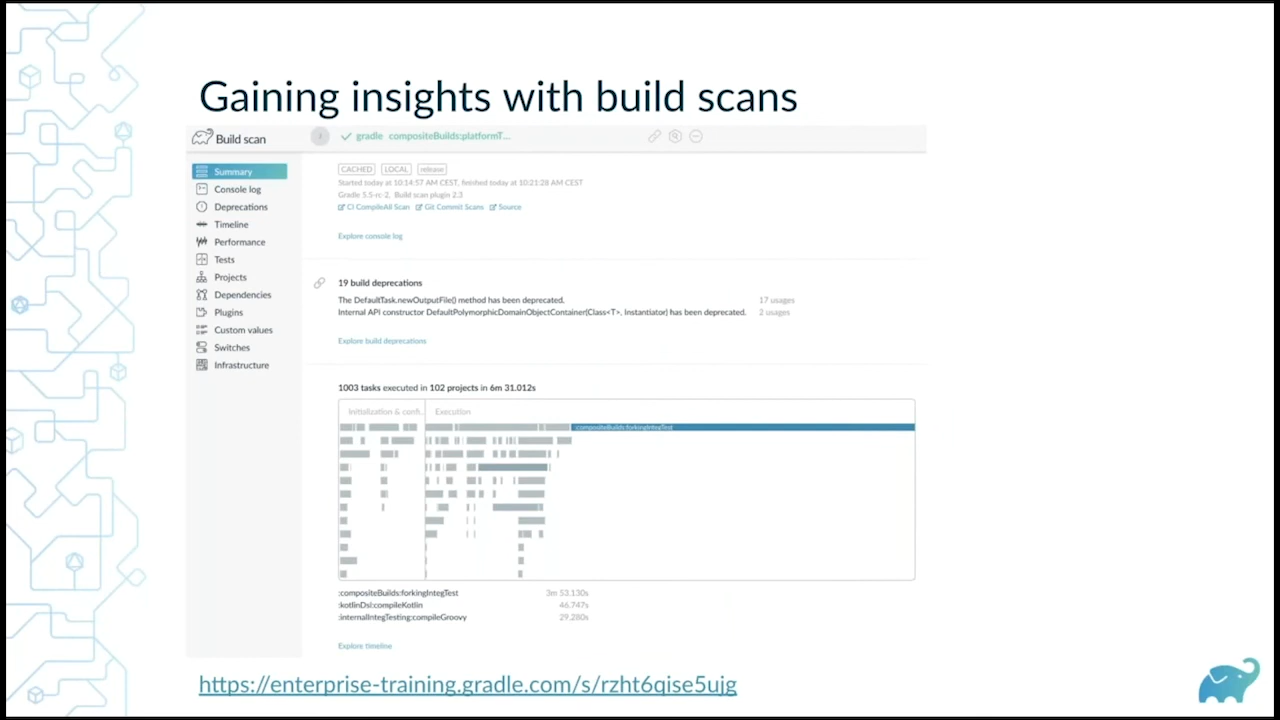 Gaining insights with build scans
Build scan
gradle compositeBuilds:platformT...
Summary
Console log
Deprecations
Timeline
Performance
Tests
Projects
Dependencies
Plugins
Custom values
Switches
Infrastructure
CACHED LOCAL release
Started today at 10:14:57 AM CEST, finished today at 10:21:28 AM CEST
Gradle 5.5-rc-2, Build scan plugin 2.3
CI CompileAll Scan Git Commit Scans Source
Explore console log
19 build deprecations
The DefaultTask.newOutputFile() method has been deprecated. 17 usages
Internal API constructor DefaultPolymorphicDomainObjectContainer(Class<T>, Instantiator) has been deprecated. 2 usages
Explore build deprecations
1003 tasks executed in 102 projects in 6m 31.012s
Initialization & confi... Execution
:compositeBuilds:forkingIntegTest
:compositeBuilds:forkingIntegTest 3m 53.130s
:kotlinDsl:compileKotlin 46.747s
:internalIntegTesting:compileGroovy 29.280s
Explore timeline
https://enterprise-training.gradle.com/s/rzht6qise5ujg